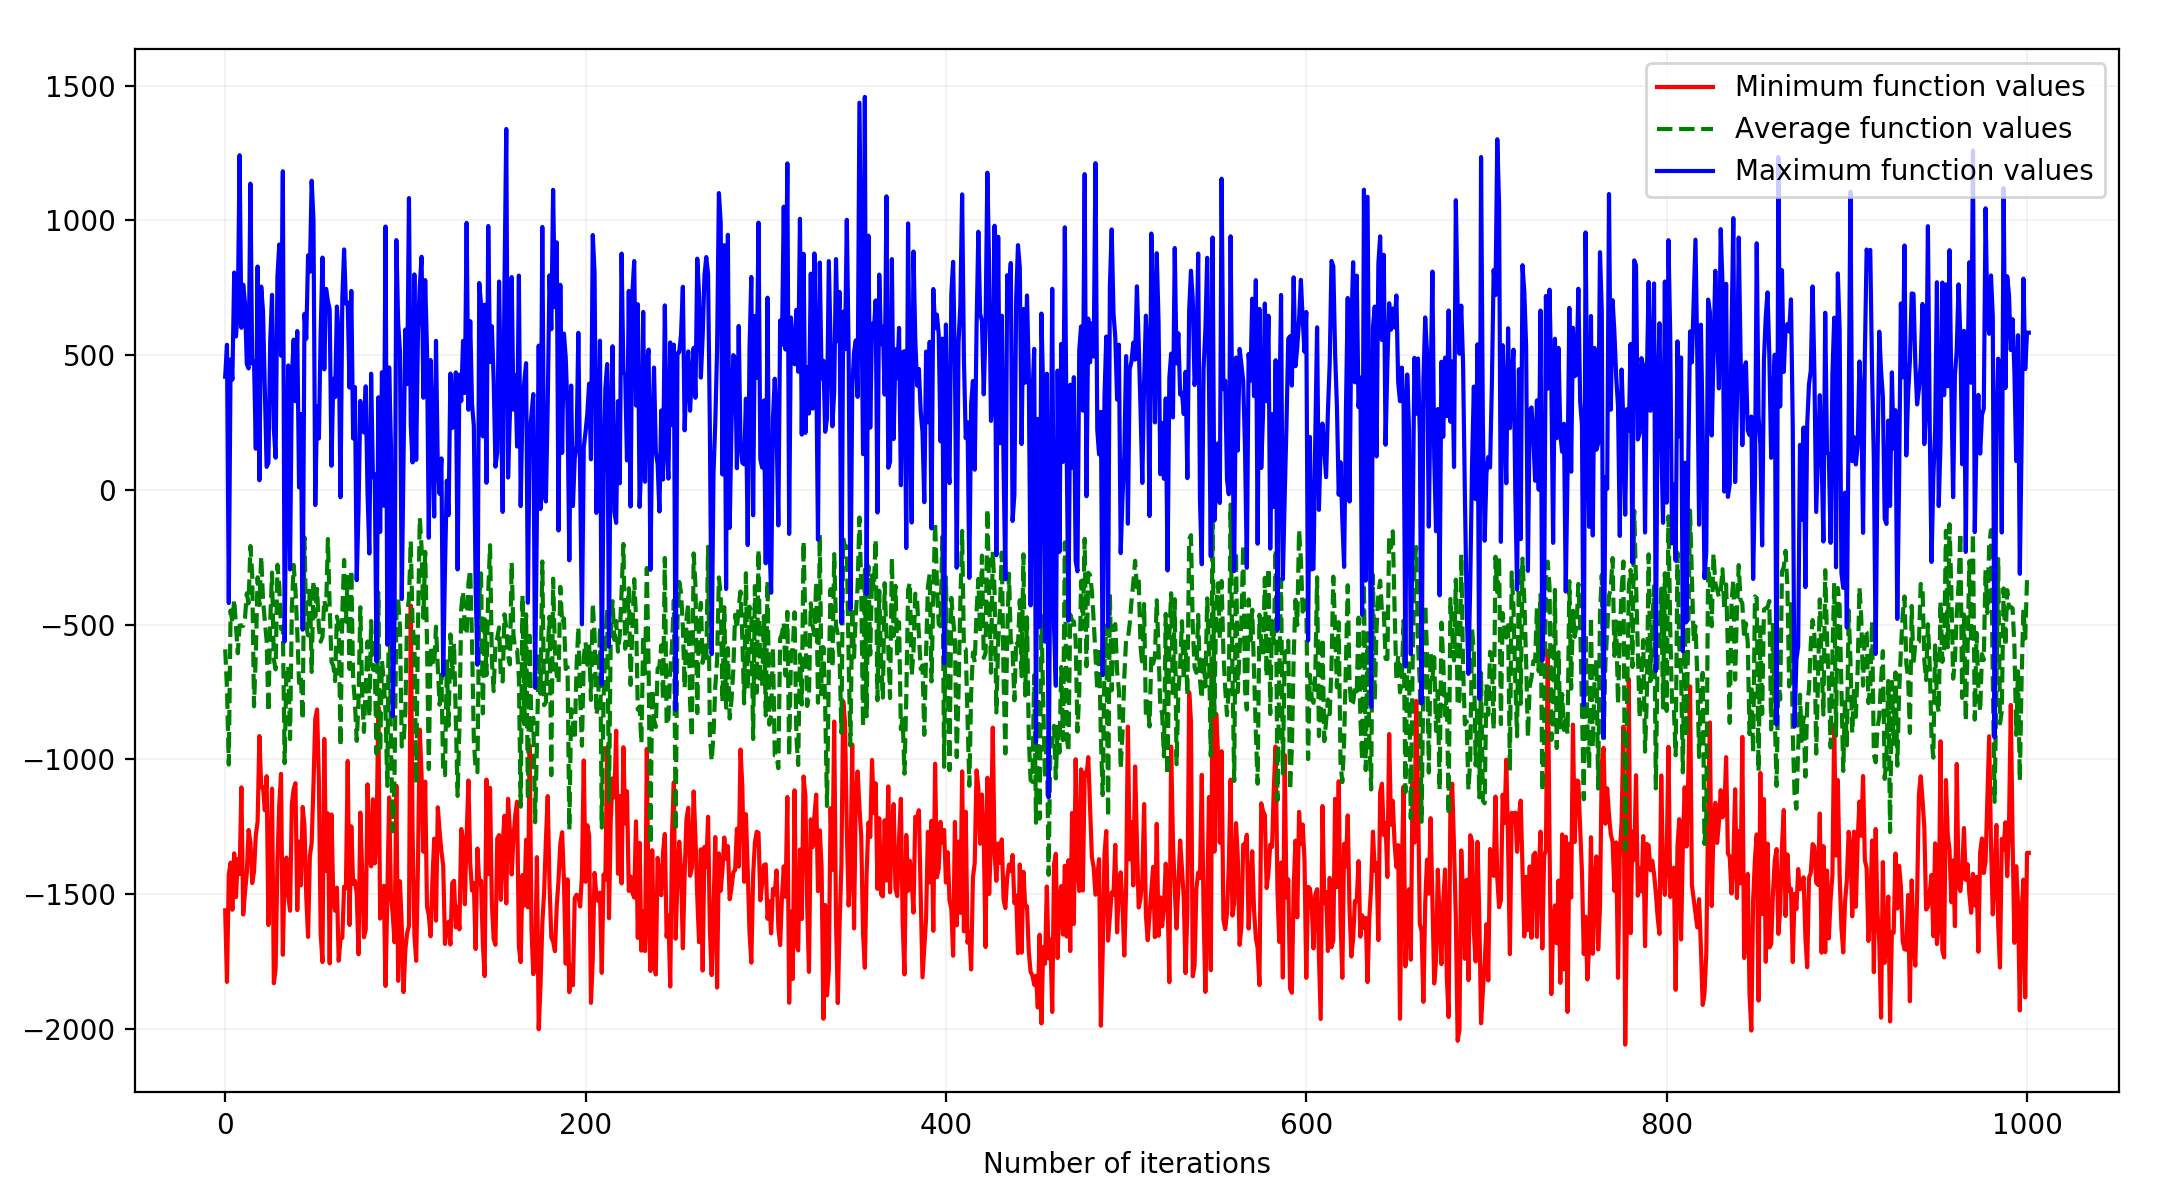 1500
1000
500
0
−500
−1000
−1500
−2000
Minimum function values
Average function values
Maximum function values
0 200 400 600 800 1000
Number of iterations